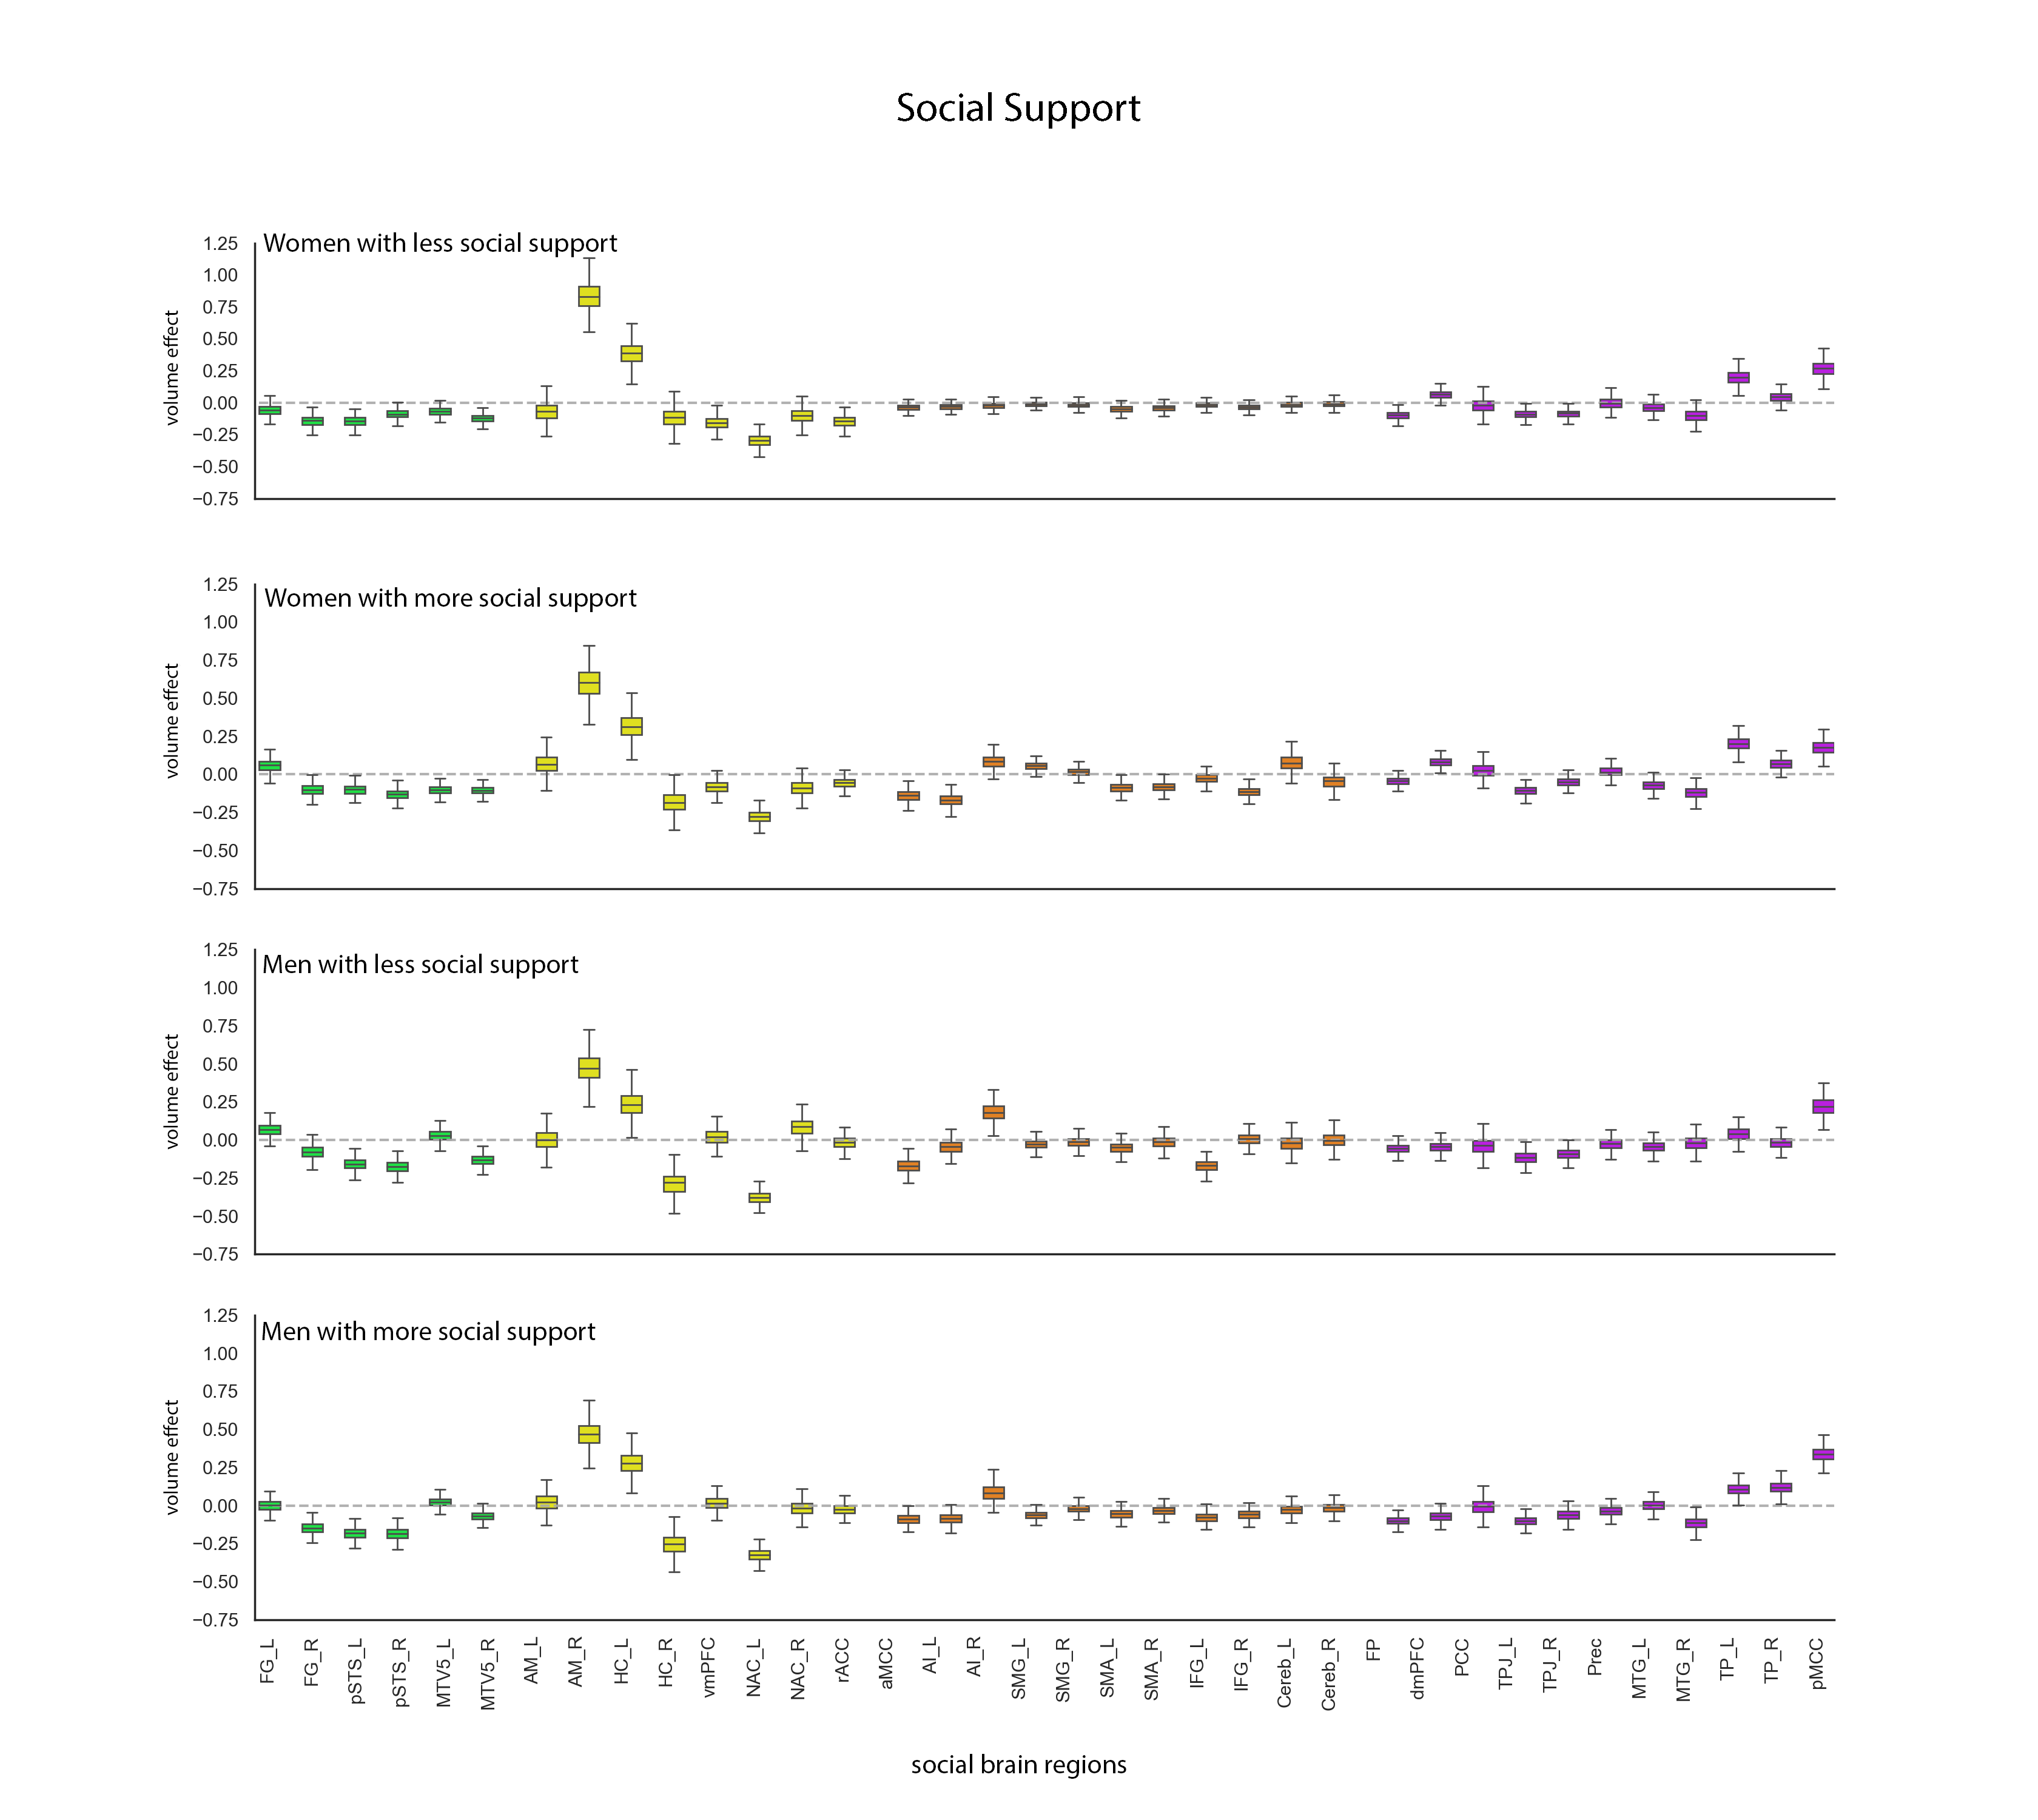 Social Support
Women with less social support
volume effect
1.25
1.00
0.75
0.50
0.25
0.00
−0.25
−0.50
−0.75
Women with more social support
volume effect
1.25
1.00
0.75
0.50
0.25
0.00
−0.25
−0.50
−0.75
Men with less social support
volume effect
1.25
1.00
0.75
0.50
0.25
0.00
−0.25
−0.50
−0.75
Men with more social support
volume effect
1.25
1.00
0.75
0.50
0.25
0.00
−0.25
−0.50
−0.75
FG_L
FG_R
pSTS_L
pSTS_R
MTV5_L
MTV5_R
AM_L
AM_R
HC_L
HC_R
vmPFC
NAC_L
NAC_R
rACC
aMCC
AI_L
AI_R
SMG_L
SMG_R
SMA_L
SMA_R
IFG_L
IFG_R
Cereb_L
Cereb_R
FP
dmPFC
PCC
TPJ_L
TPJ_R
Prec
MTG_L
MTG_R
TP_L
TP_R
pMCC
social brain regions